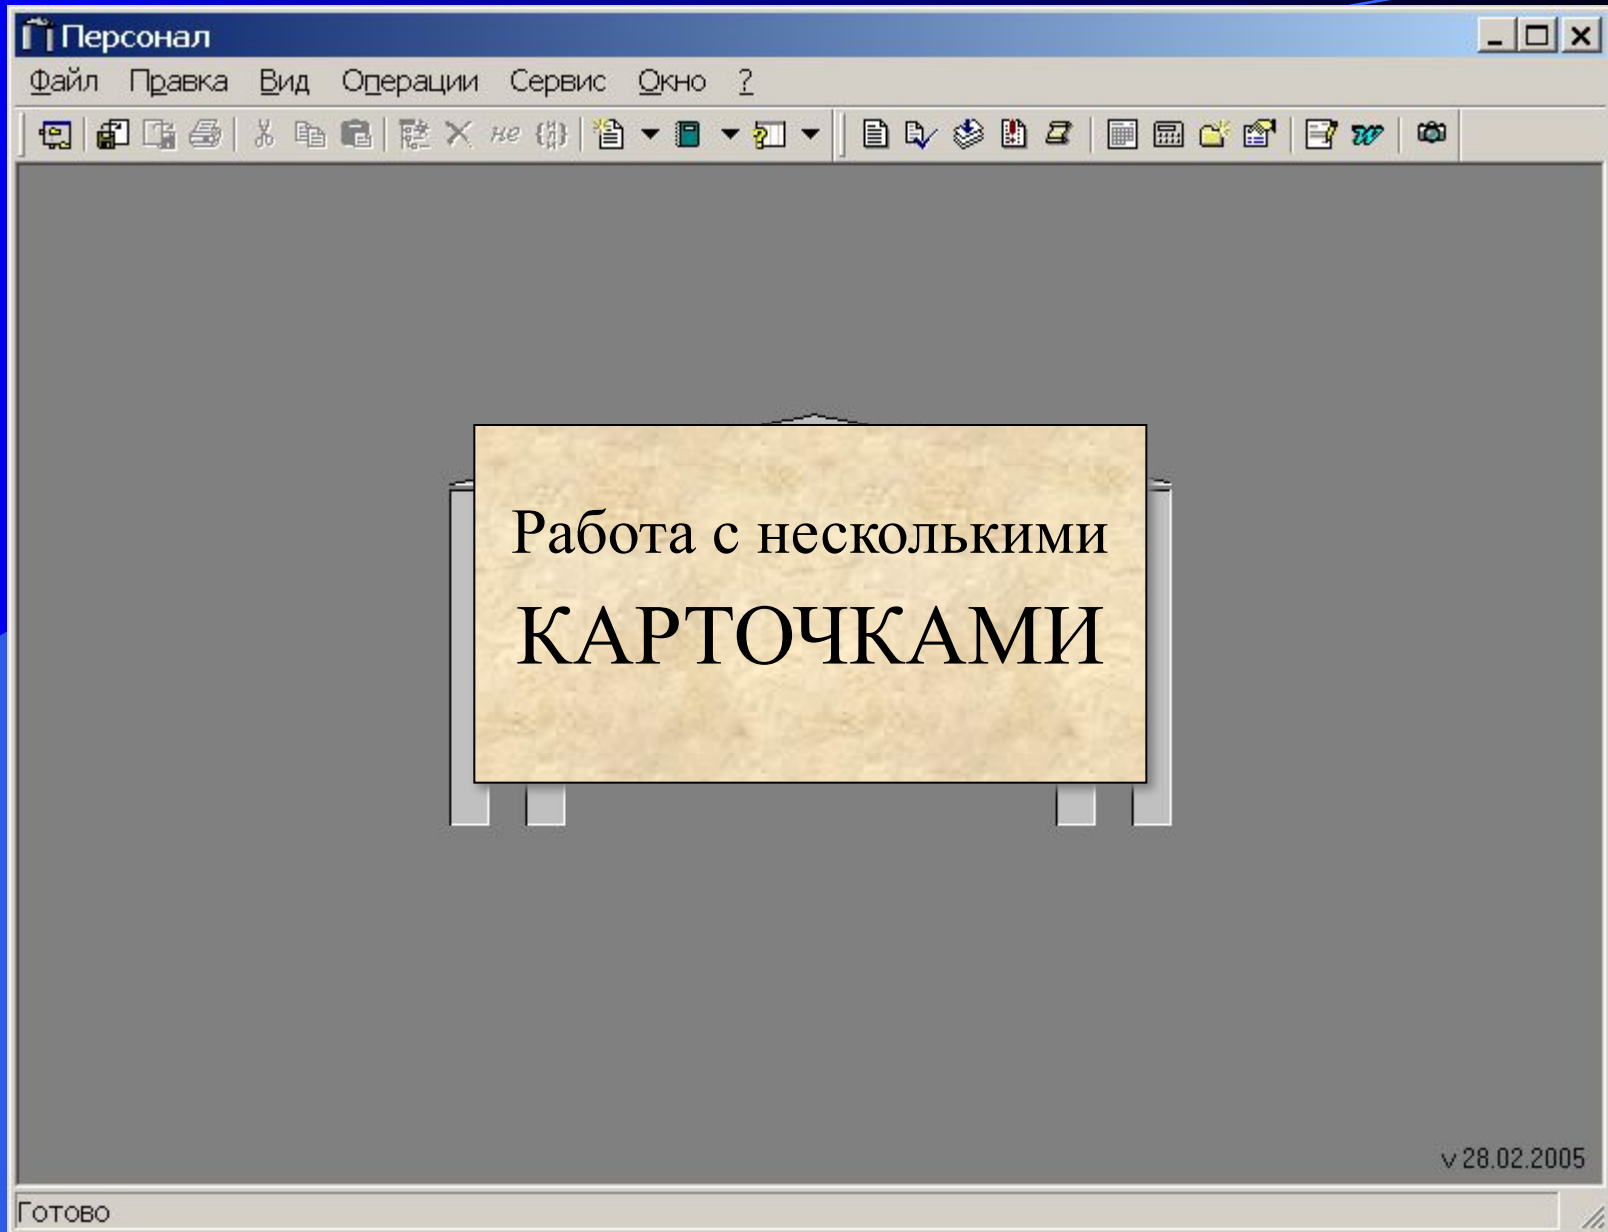 Персонал
Файл Правка Вид Операции Сервис Окно ?
не {#}
Работа с несколькими
КАРТОЧКАМИ
v 28.02.2005
Готово